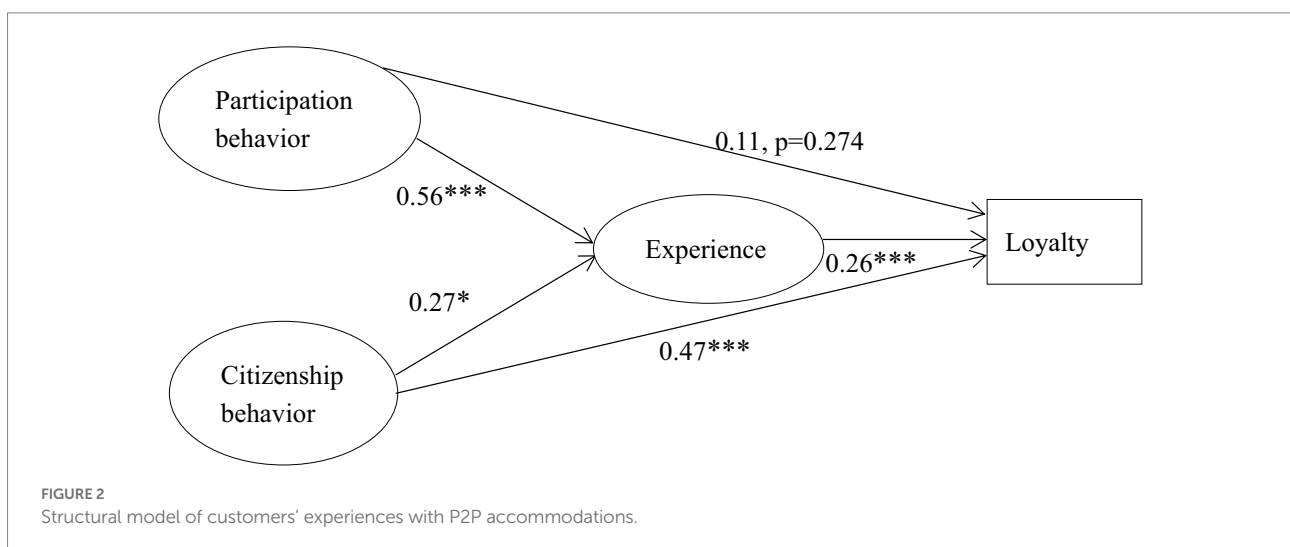 Participation
behavior
0.11, p=0.274
0.56***
Experience
Loyalty
0.26***
0.27*
0.47***
Citizenship
behavior
FIGURE 2
Structural model of customers' experiences with P2P accommodations.